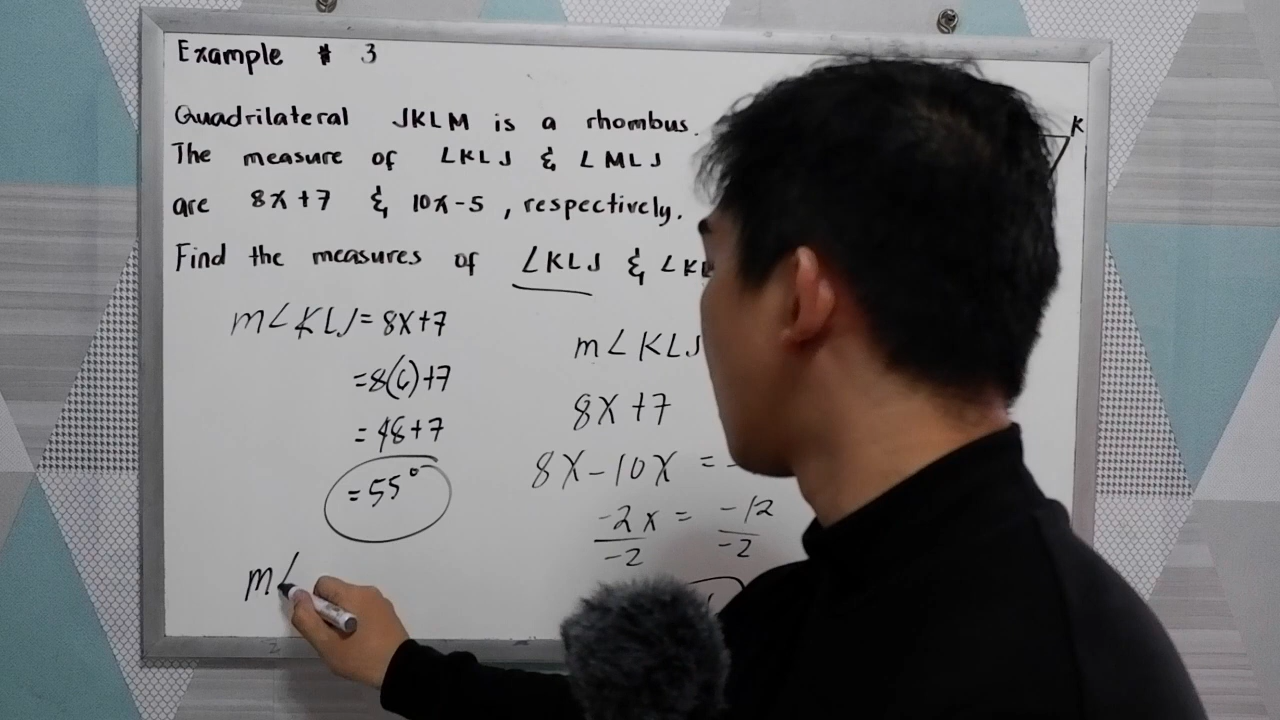 Example # 3
Quadrilateral JKLM is a rhombus.
The measure of ∠KLJ & ∠MLJ
are 8x+7 & 10x-5, respectively.
Find the measures of ∠KLJ & ∠KL
K
m∠KLJ=8x+7
=8(6)+7
=48+7
=55°
m∠
m∠KLJ
8x+7
8x-10x = -
-2x = -12
-2 -2